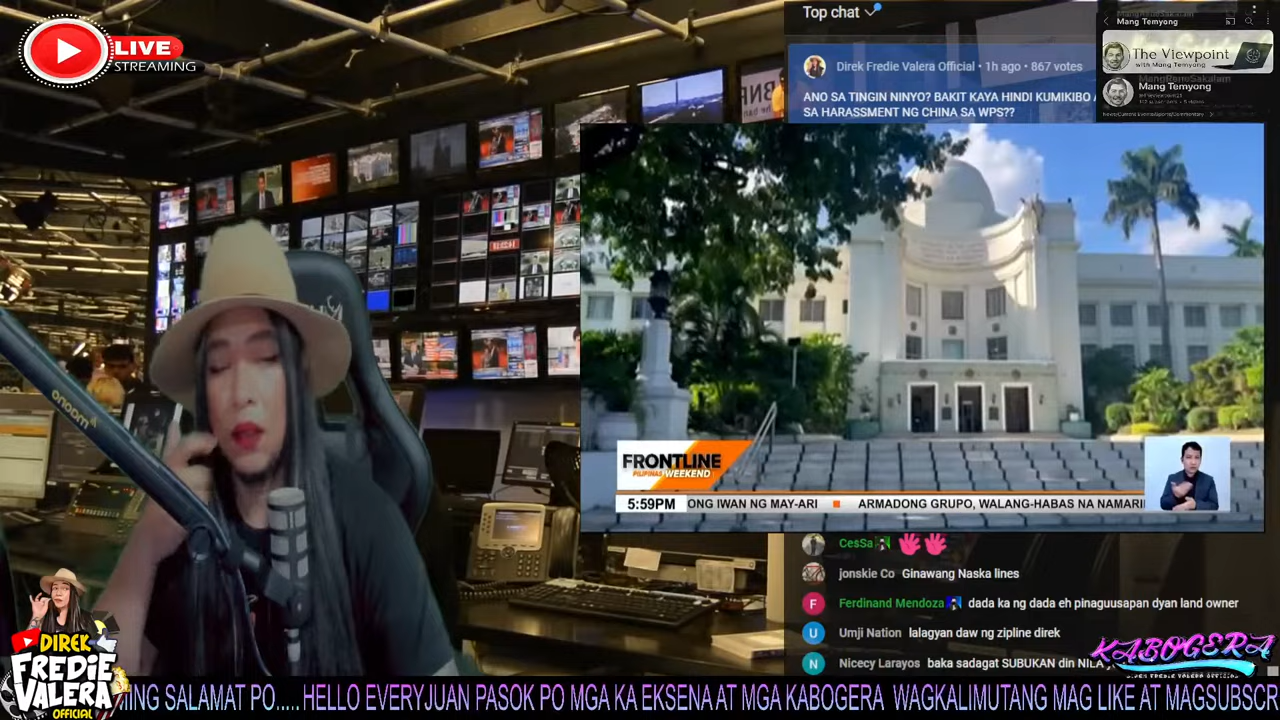 LIVE
STREAMING
Top chat
Direk Fredie Valera Official • 1h ago • 867 votes
ANO SA TINGIN NINYO? BAKIT KAYA HINDI KUMIKIBO
SA HARASSMENT NG CHINA SA WPS??
Mang Temyong
The Viewpoint
with Mang Temyong
Mang Temyong
maono
FRONTLINE
PILIPINAS WEEKEND
5:59PM
ONG IWAN NG MAY-ARI ARMADONG GRUPO, WALANG-HABAS NA NAMARI
CesSa
jonskie Co Ginawang Naska lines
Ferdinand Mendoza dada ka ng dada eh pinaguusapan dyan land owner
Umji Nation lalagyan daw ng zipline direk
Nicecy Larayos baka sadagat SUBUKAN din NILA
KABOGERA
DIREK
FREDIE
VALERA
OFFICIAL
MING SALAMAT PO.....HELLO EVERYJUAN PASOK PO MGA KA EKSENA AT MGA KABOGERA WAGKALIMUTANG MAG LIKE AT MAGSUBSCR